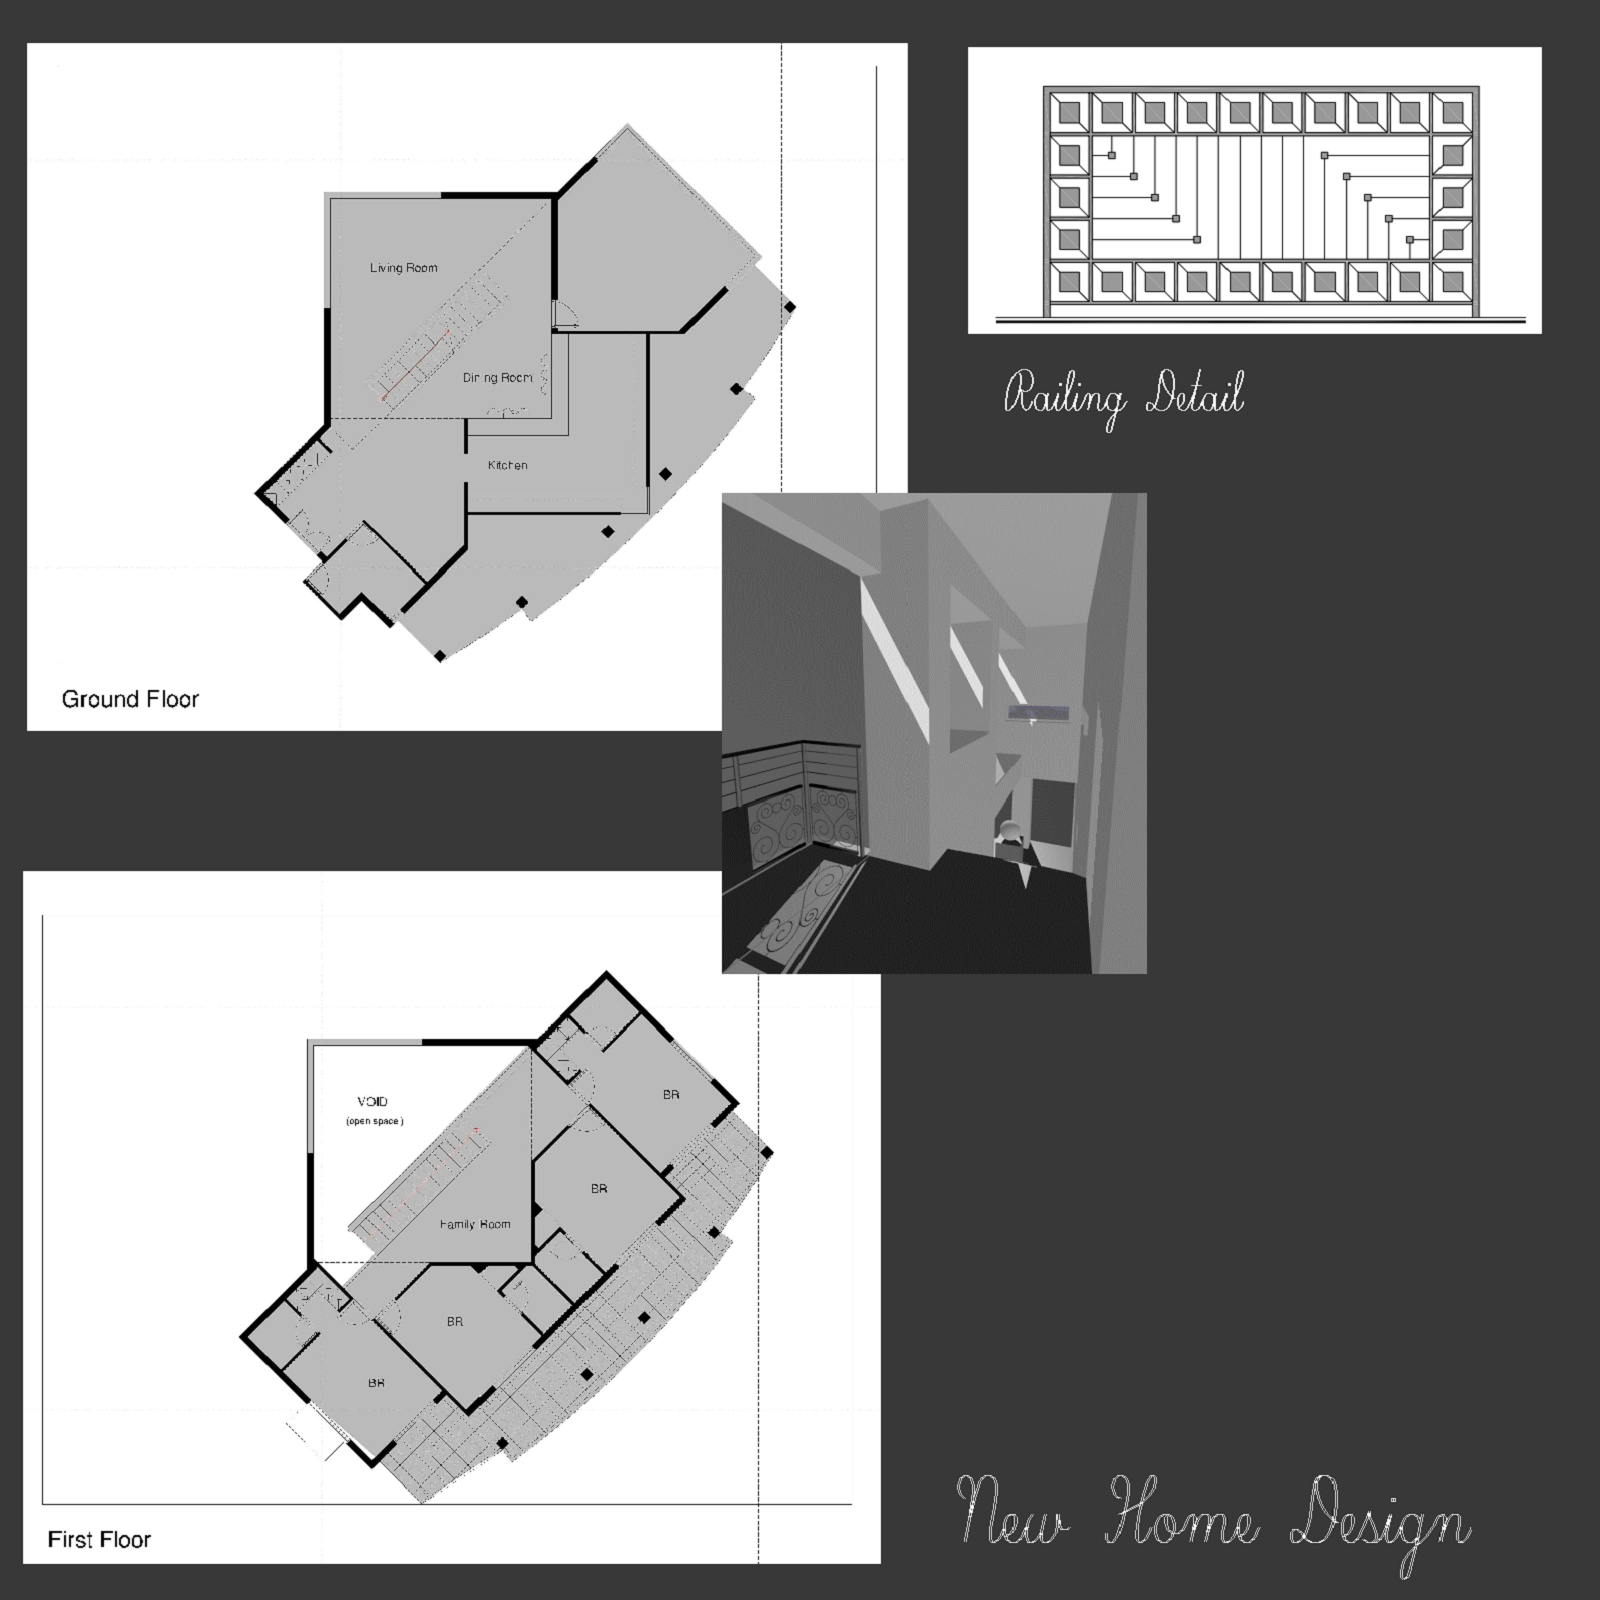 Living Room
Dining Room
Kitchen
Ground Floor
Railing Detail
VOID
(open space)
BR
BR
Family Room
BR
BR
First Floor
New Home Design